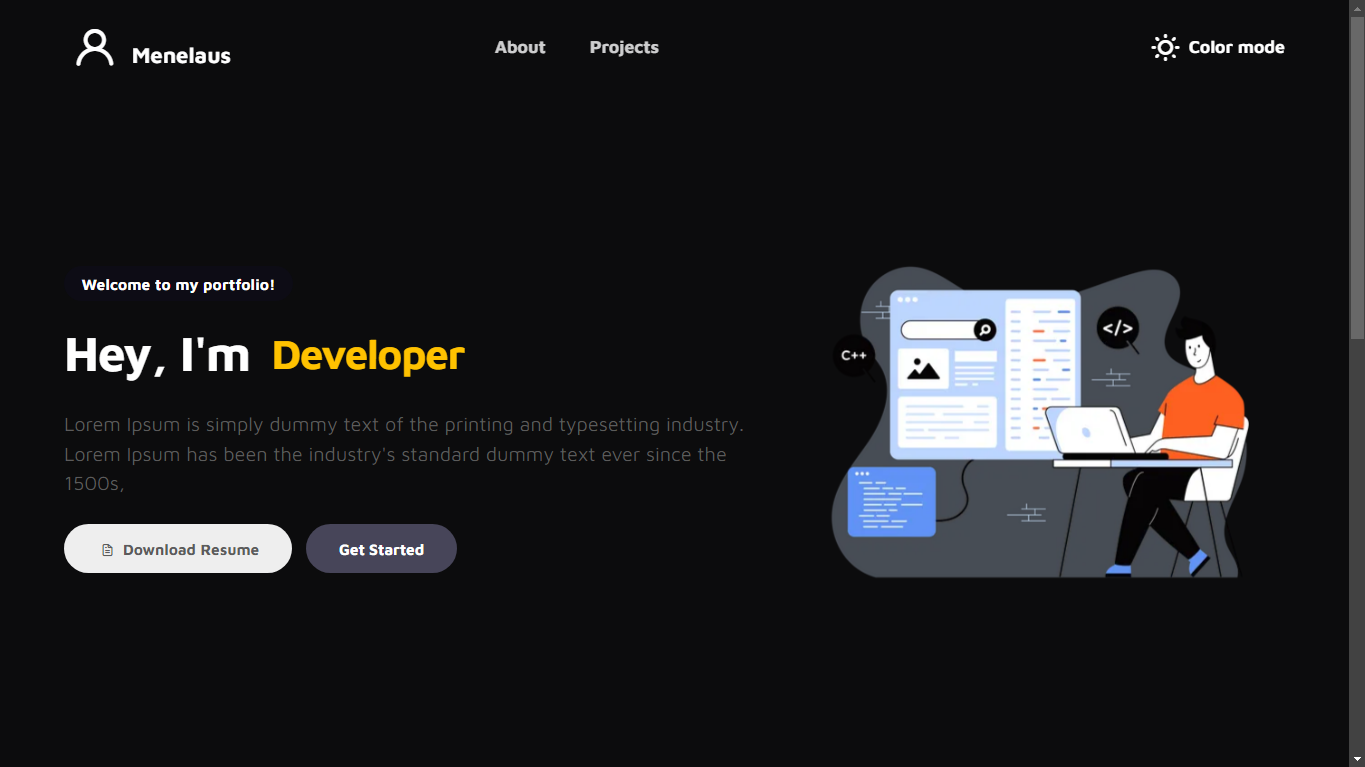 Menelaus
About
Projects
Color mode
Welcome to my portfolio!
Hey, I'm Developer
Lorem Ipsum is simply dummy text of the printing and typesetting industry.
Lorem Ipsum has been the industry's standard dummy text ever since the
1500s,
Download Resume
Get Started
C++
</>